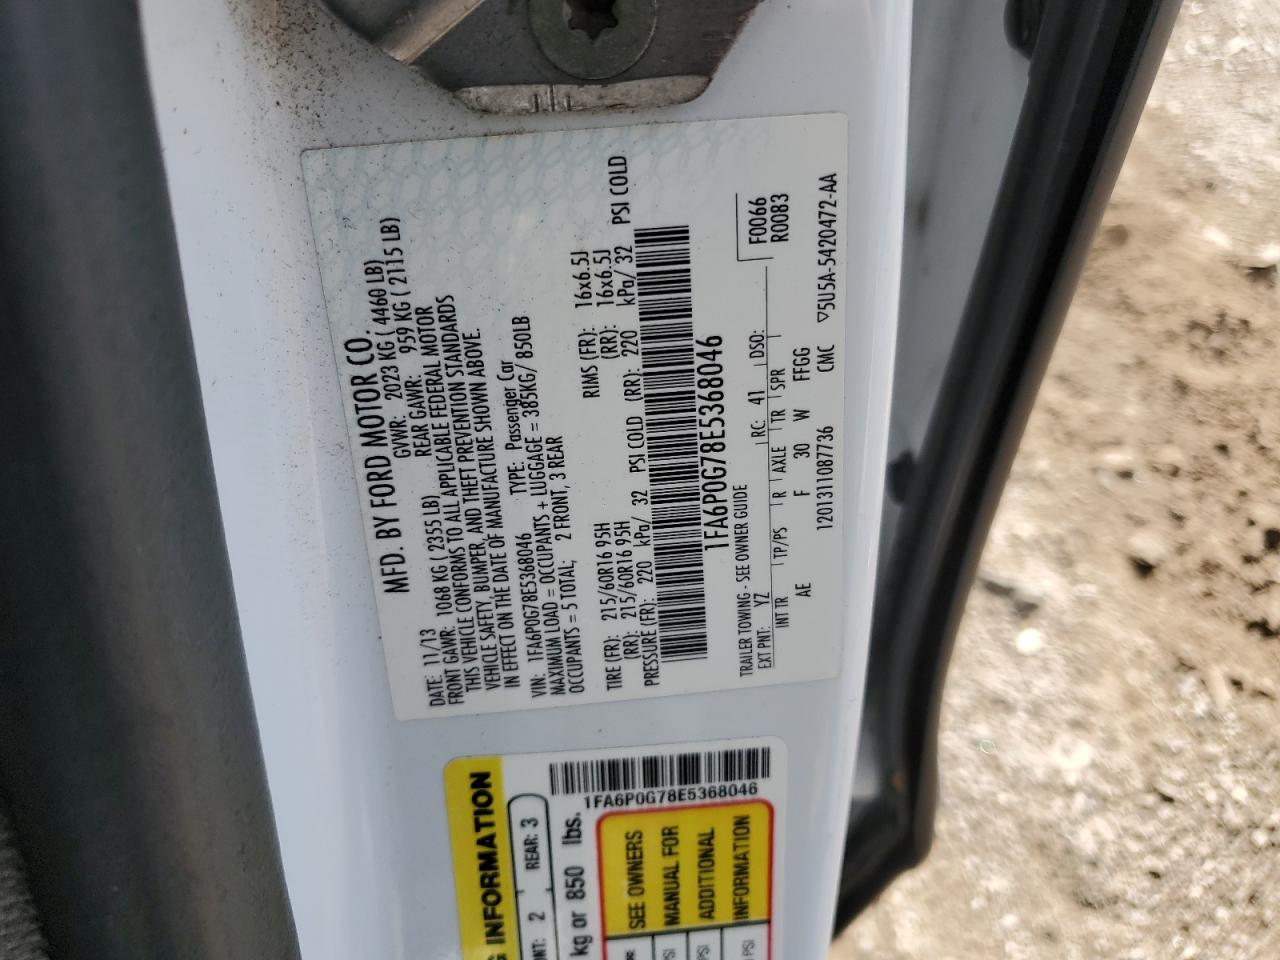 MFD. BY FORD MOTOR CO.
DATE: 11/13 GVWR: 2023 KG ( 4460 LB)
FRONT GAWR: 1068 KG ( 2355 LB) REAR GAWR: 959 KG ( 2115 LB)
THIS VEHICLE CONFORMS TO ALL APPLICABLE FEDERAL MOTOR
VEHICLE SAFETY, BUMPER, AND THEFT PREVENTION STANDARDS
IN EFFECT ON THE DATE OF MANUFACTURE SHOWN ABOVE.
VIN: 1FA6P0G78E5368046 TYPE: Passenger Car
MAXIMUM LOAD = OCCUPANTS + LUGGAGE = 385KG/ 850LB
OCCUPANTS = 5 TOTAL; 2 FRONT, 3 REAR
TIRE (FR): 215/60R16 95H RIMS (FR): 16x6.5J
(RR): 215/60R16 95H (RR): 16x6.5J
PRESSURE (FR): 220 kPa/ 32 PSI COLD (RR): 220 kPa/ 32 PSI COLD
1FA6P0G78E5368046
TRAILER TOWING - SEE OWNER GUIDE
F0066
R0083
EXT PNT: YZ RC: 41 DSO:
INT TR TP/PS R AXLE TR SPR
AE F 30 W FFGG
1201311087736 CMC ▽5U5A-5420472-AA
INFORMATION
2 REAR: 3
kg or 850 lbs.
1FA6P0G78E5368046
SEE OWNERS
MANUAL FOR
ADDITIONAL
INFORMATION
PSI
PSI
PSI